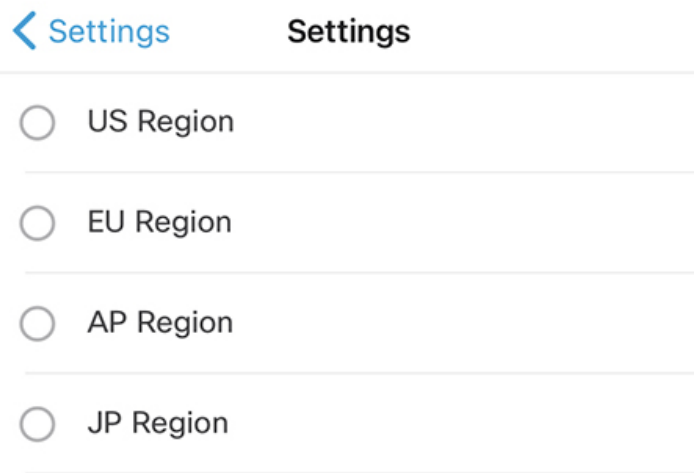 Settings Settings
US Region
EU Region
AP Region
JP Region